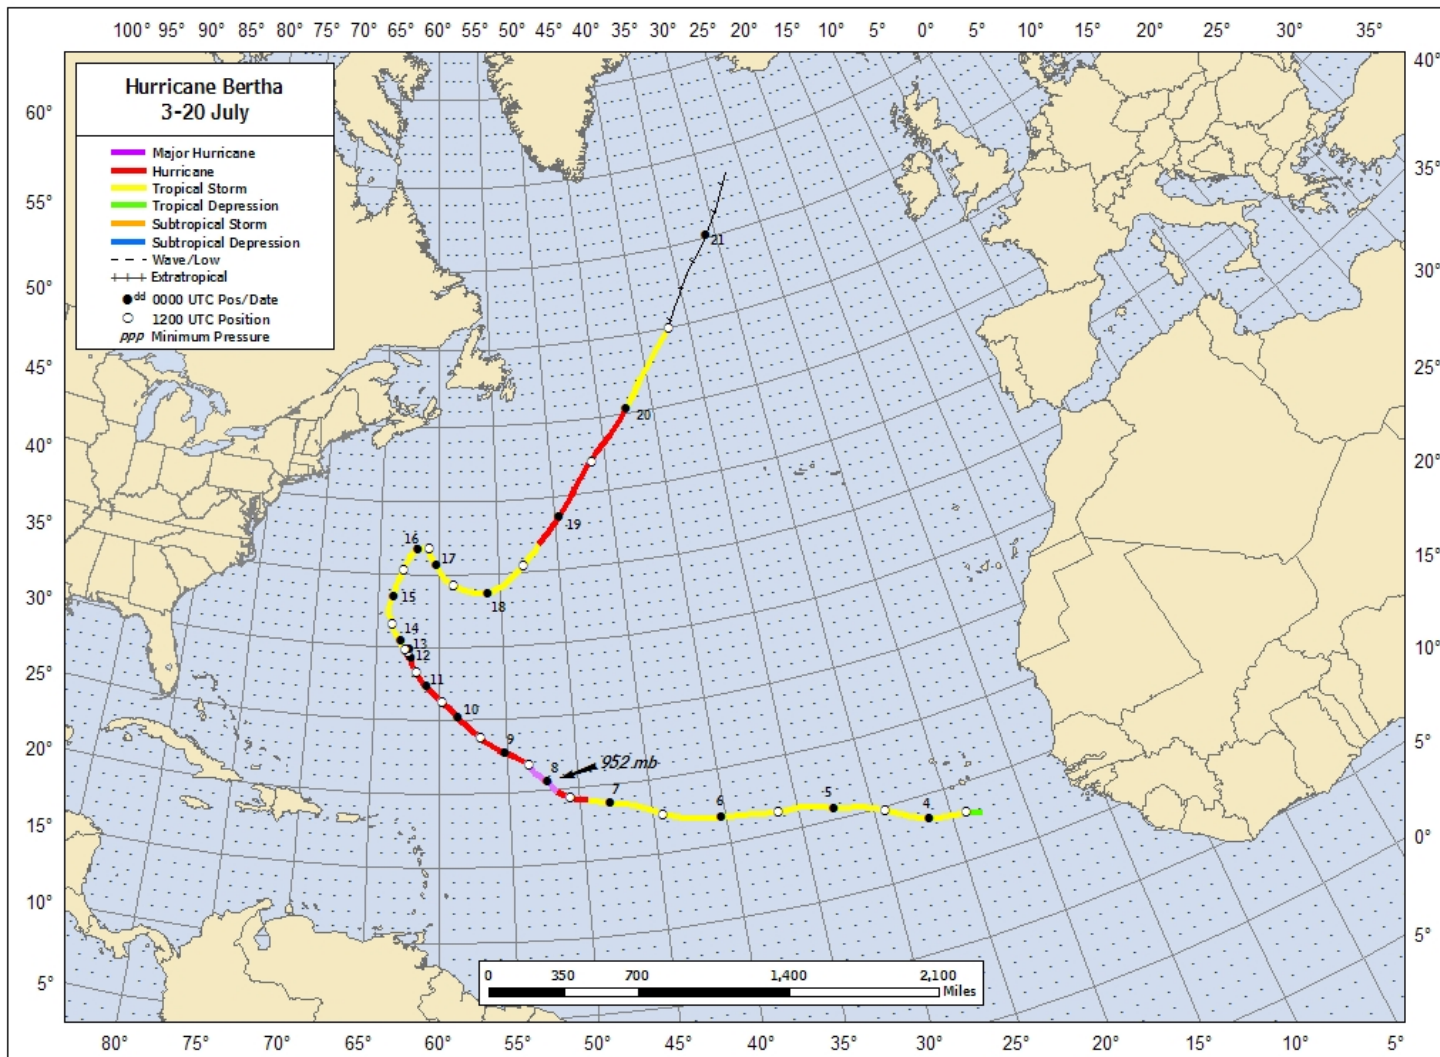 100° 95° 90° 85° 80° 75° 70° 65° 60° 55° 50° 45° 40° 35° 30° 25° 20° 15° 10° 5° 0° 5° 10° 15° 20° 25° 30° 35°
Hurricane Bertha
3-20 July
Major Hurricane
Hurricane
Tropical Storm
Tropical Depression
Subtropical Storm
Subtropical Depression
Wave/Low
Extratropical
dd 0000 UTC Pos/Date
1200 UTC Position
ppp Minimum Pressure
60°
55°
50°
45°
40°
35°
30°
25°
20°
15°
10°
5°
40°
35°
30°
25°
20°
15°
10°
5°
0°
5°
21
20
19
16
17
15
18
14
13
12
11
10
9
8
952 mb
7
6
5
4
0 350 700 1,400 2,100
Miles
80° 75° 70° 65° 60° 55° 50° 45° 40° 35° 30° 25° 20° 15° 10° 5°